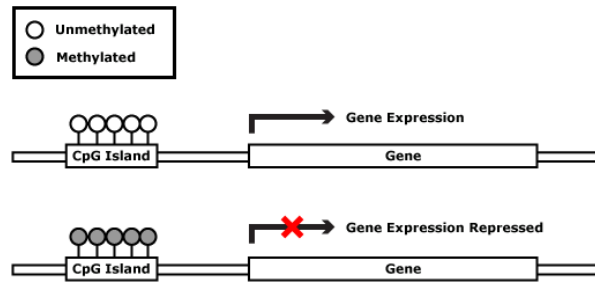 Unmethylated
Methylated
Gene Expression
CpG Island
Gene
Gene Expression Repressed
CpG Island
Gene